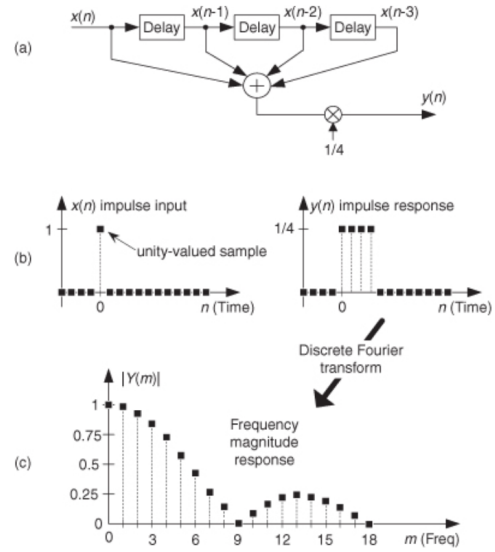 x(n) Delay x(n-1) Delay x(n-2) Delay x(n-3)
(a)
+
y(n)
1/4
x(n) impulse input
1
unity-valued sample
0
n (Time)
(b)
y(n) impulse response
1/4
0
n (Time)
Discrete Fourier
transform
|Y(m)|
1
0.75
0.5
0.25
0
Frequency
magnitude
response
(c)
0 3 6 9 12 15 18 m (Freq)